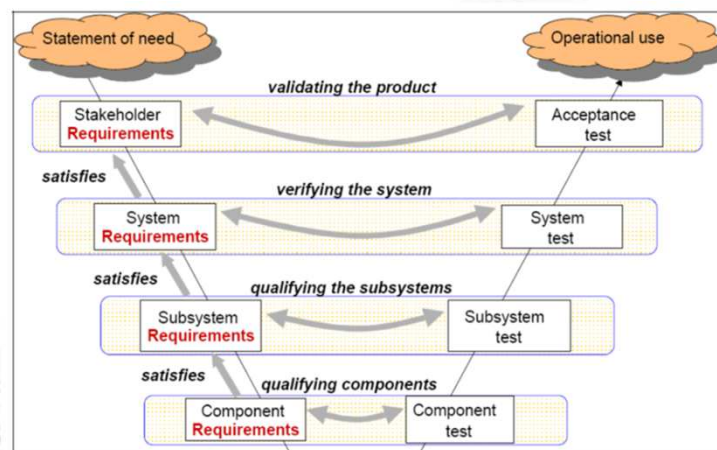 Statement of need
Operational use
validating the product
Stakeholder
Requirements
Acceptance
test
satisfies
verifying the system
System
Requirements
System
test
satisfies
qualifying the subsystems
Subsystem
Requirements
Subsystem
test
satisfies
qualifying components
Component
Requirements
Component
test